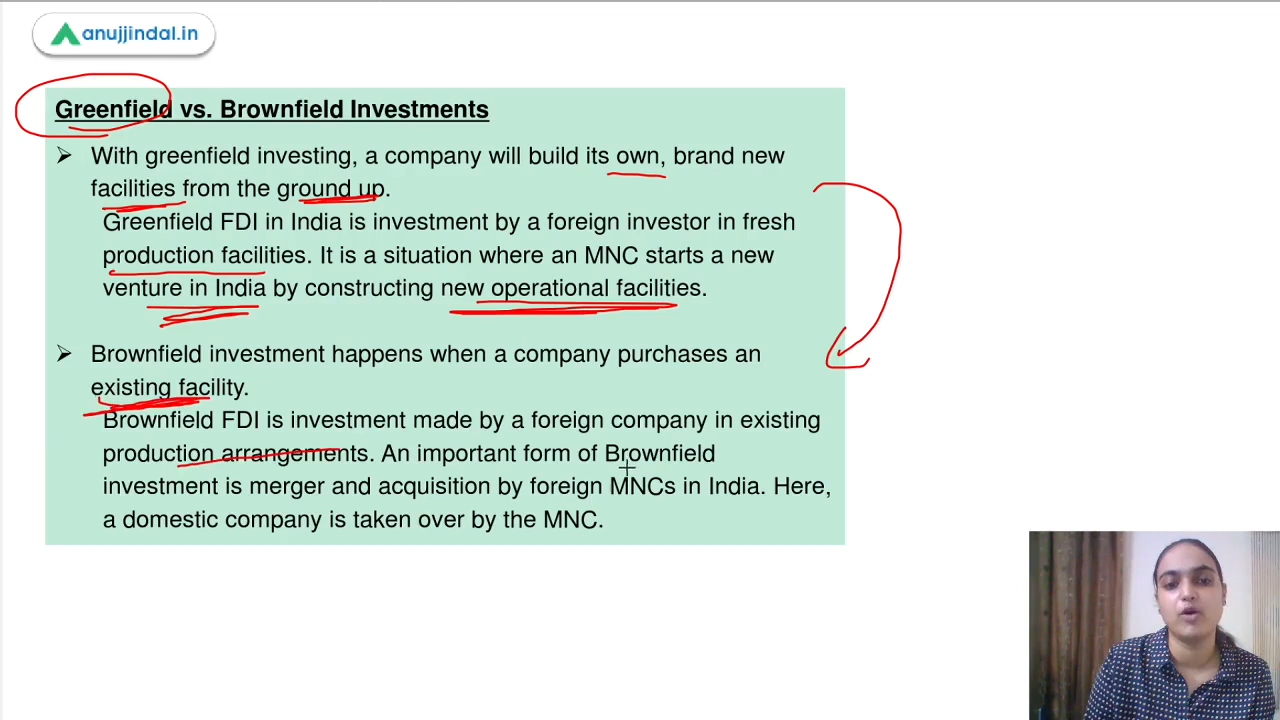 anujjindal.in
Greenfield vs. Brownfield Investments
➢ With greenfield investing, a company will build its own, brand new
facilities from the ground up.
Greenfield FDI in India is investment by a foreign investor in fresh
production facilities. It is a situation where an MNC starts a new
venture in India by constructing new operational facilities.
➢ Brownfield investment happens when a company purchases an
existing facility.
Brownfield FDI is investment made by a foreign company in existing
production arrangements. An important form of Brownfield
investment is merger and acquisition by foreign MNCs in India. Here,
a domestic company is taken over by the MNC.